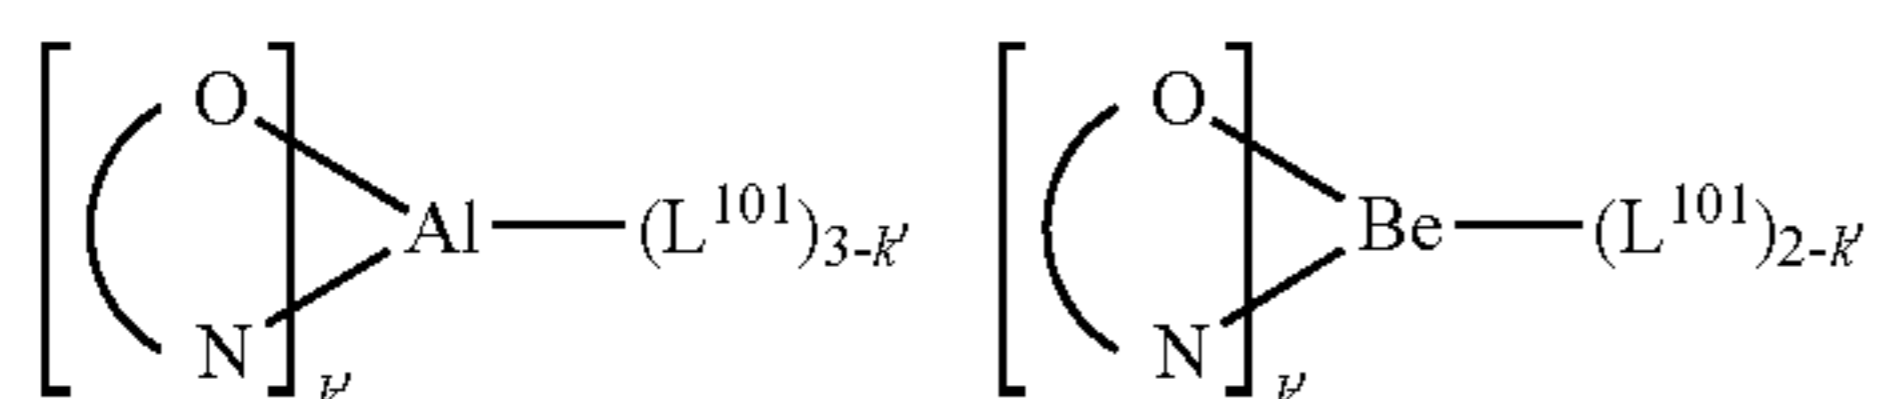 O O
Al (L¹⁰¹)₃₋ₖ′ Be (L¹⁰¹)₂₋ₖ′
N N
k′ k′